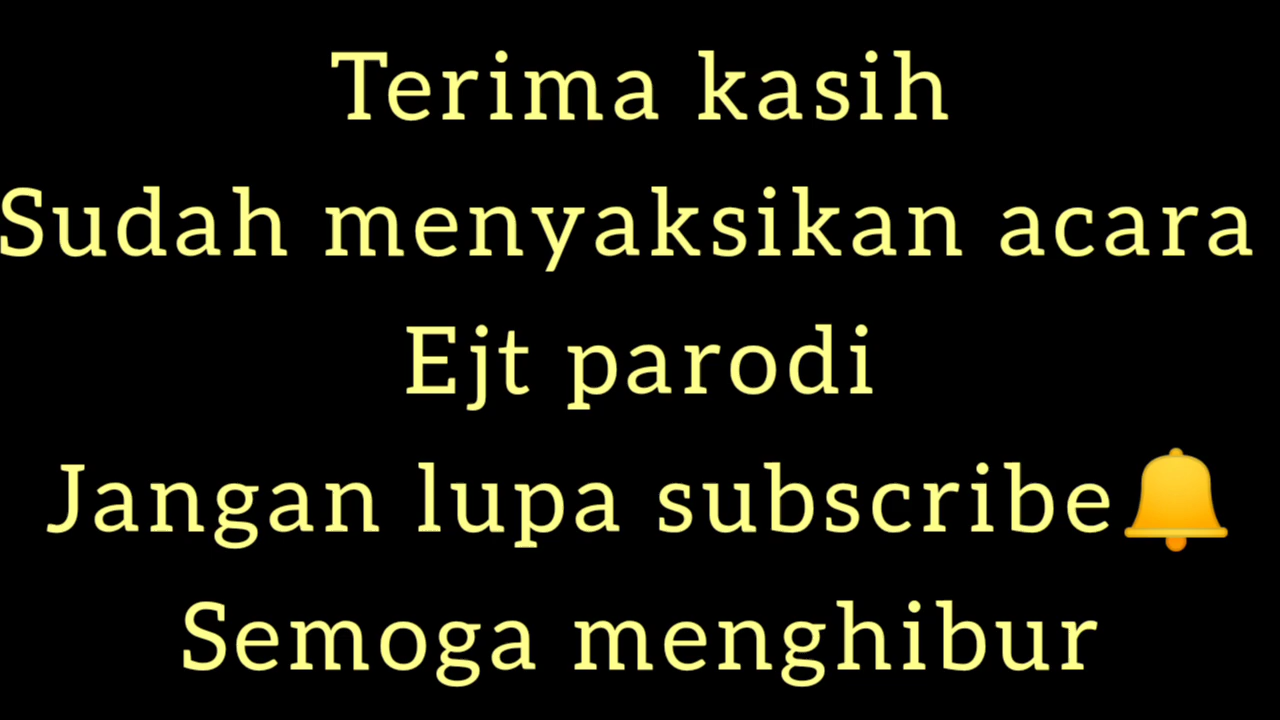 Terima kasih
Sudah menyaksikan acara
Ejt parodi
Jangan lupa subscribe🔔
Semoga menghibur